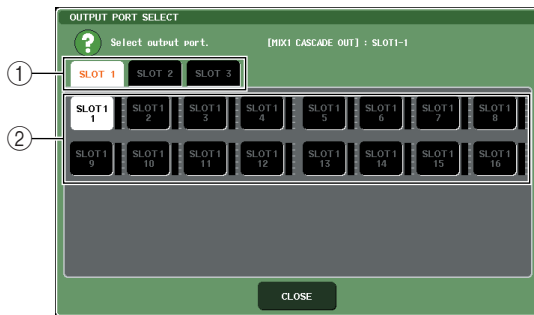 OUTPUT PORT SELECT
? Select output port. [MIX1 CASCADE OUT] : SLOT1-1
1 SLOT 1 SLOT 2 SLOT 3
2
SLOT1 SLOT1 SLOT1 SLOT1 SLOT1 SLOT1 SLOT1 SLOT1
1 2 3 4 5 6 7 8
SLOT1 SLOT1 SLOT1 SLOT1 SLOT1 SLOT1 SLOT1 SLOT1
9 10 11 12 13 14 15 16
CLOSE